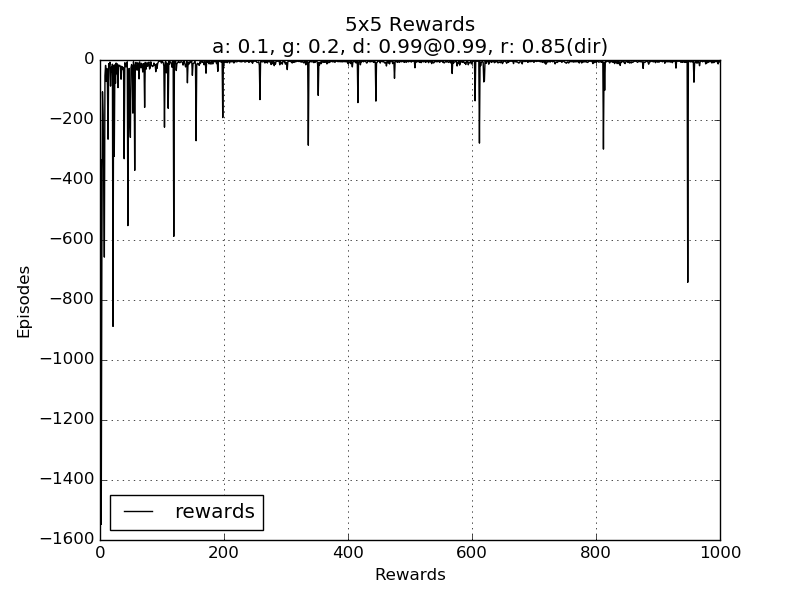 5x5 Rewards
a: 0.1, g: 0.2, d: 0.99@0.99, r: 0.85(dir)
0
−200
−400
−600
−800
−1000
−1200
−1400
−1600
Episodes
rewards
0 200 400 600 800 1000
Rewards